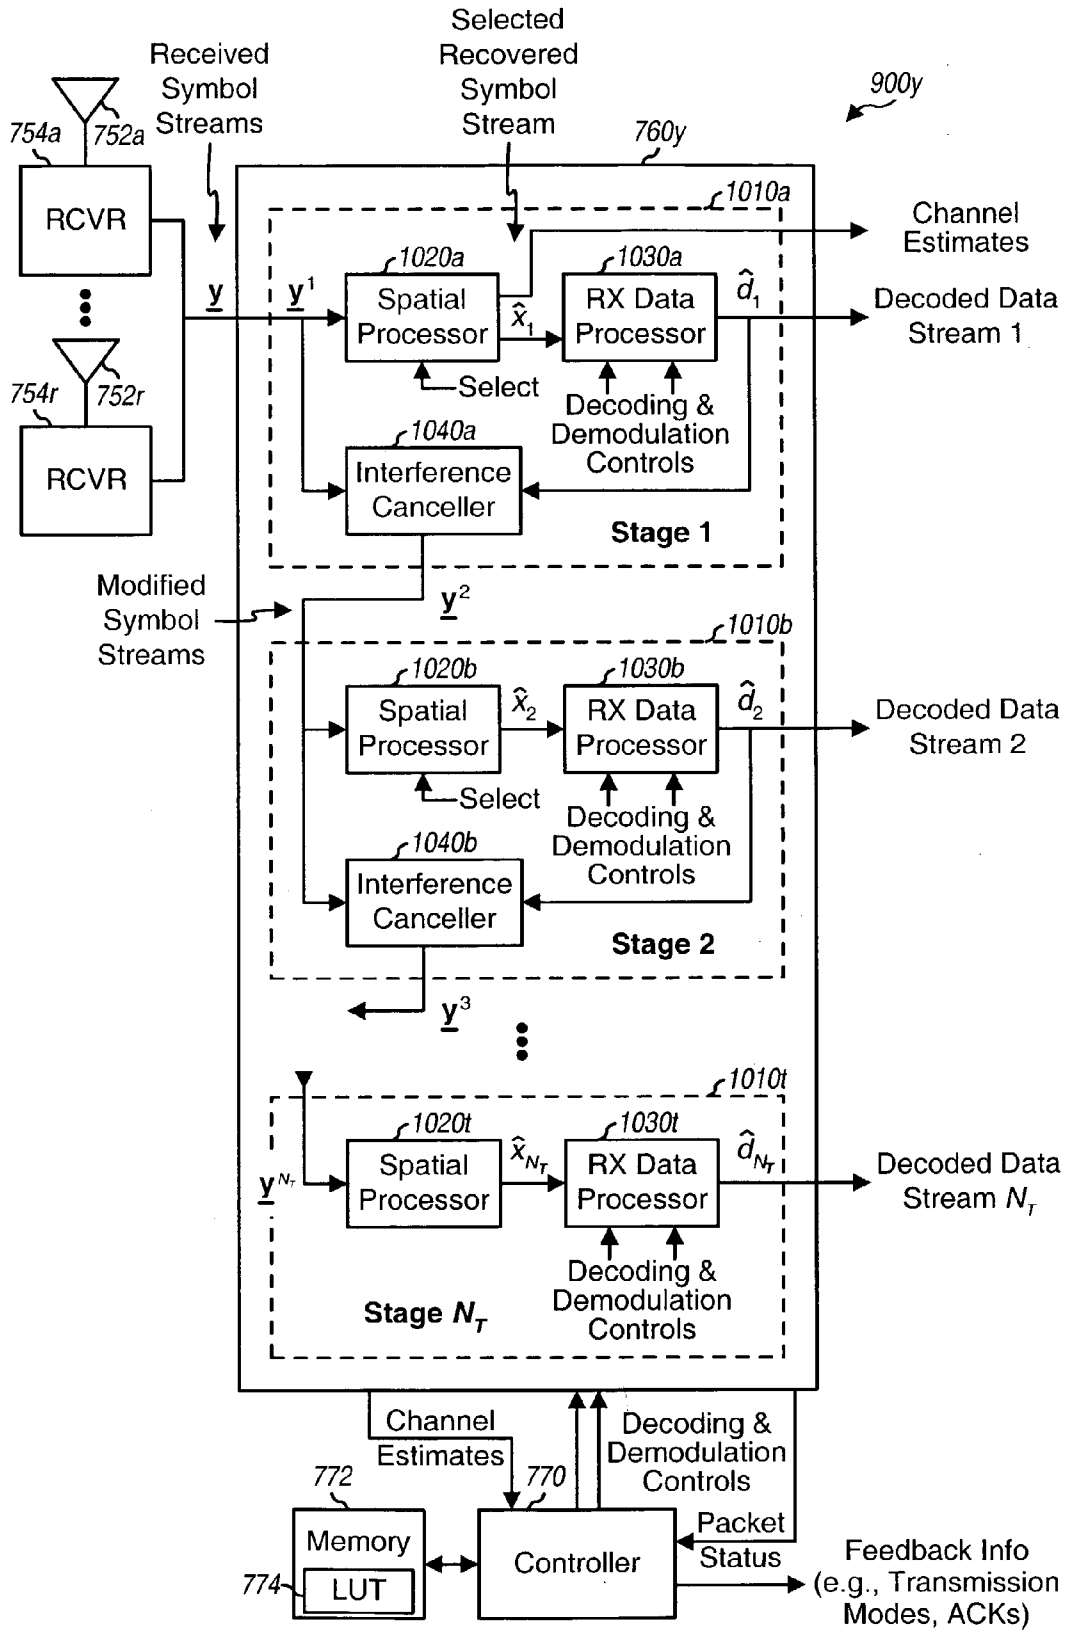 Received
Symbol
Streams
Selected
Recovered
Symbol
Stream
900y
754a
752a
RCVR
760y
1010a
Channel
Estimates
y
y¹
1020a
Spatial
Processor
x̂₁
1030a
RX Data
Processor
d̂₁
Decoded Data
Stream 1
Select
Decoding &
Demodulation
Controls
754r
752r
RCVR
1040a
Interference
Canceller
Stage 1
Modified
Symbol
Streams
y²
1010b
1020b
Spatial
Processor
x̂₂
1030b
RX Data
Processor
d̂₂
Decoded Data
Stream 2
Select
Decoding &
Demodulation
Controls
1040b
Interference
Canceller
Stage 2
y³
1010t
y^N_T
1020t
Spatial
Processor
x̂_N_T
1030t
RX Data
Processor
d̂_N_T
Decoded Data
Stream N_T
Decoding &
Demodulation
Controls
Stage N_T
Channel
Estimates
Decoding &
Demodulation
Controls
772
Memory
774
LUT
770
Controller
Packet
Status
Feedback Info
(e.g., Transmission
Modes, ACKs)